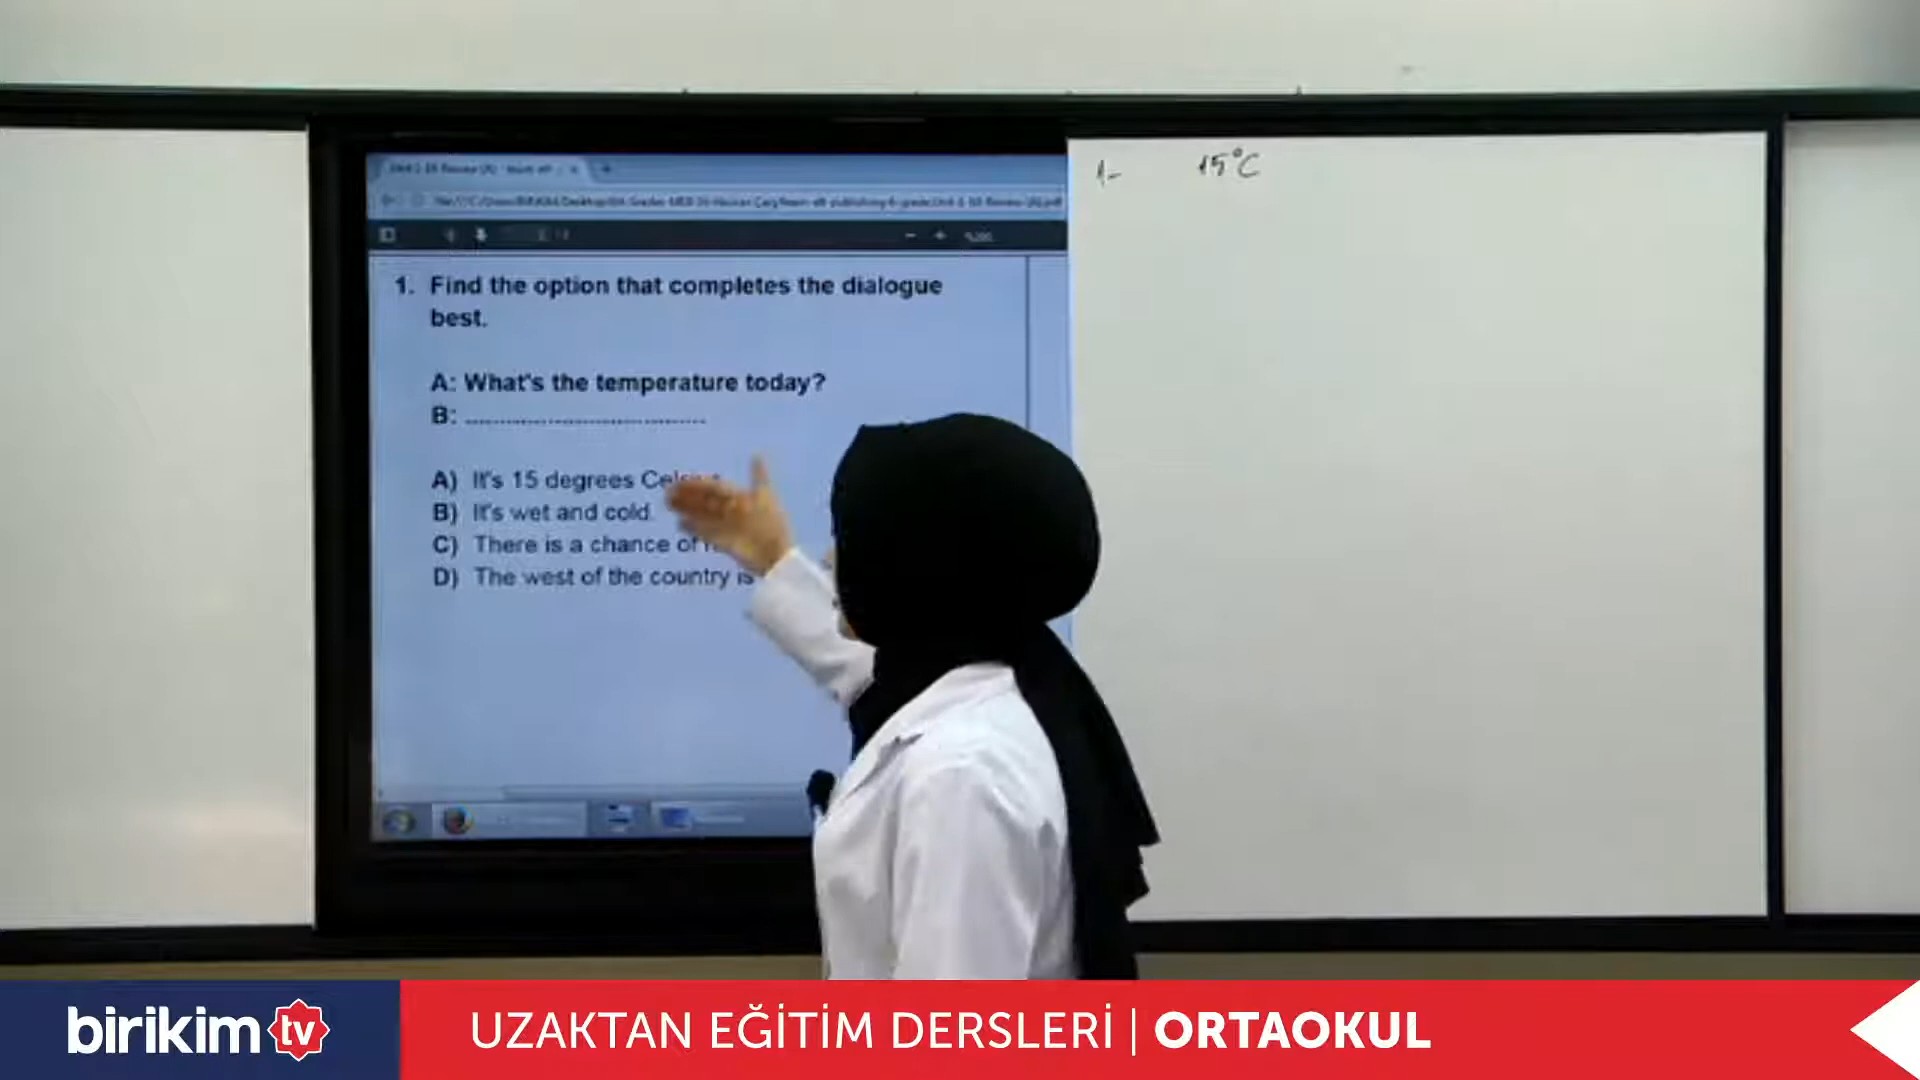 1. Find the option that completes the dialogue
best.
A: What's the temperature today?
B: ................................
A) It's 15 degrees
B) It's wet and cold.
C) There is a chance of
D) The west of the country is
1- 15°C
birikim tv
UZAKTAN EĞİTİM DERSLERİ | ORTAOKUL